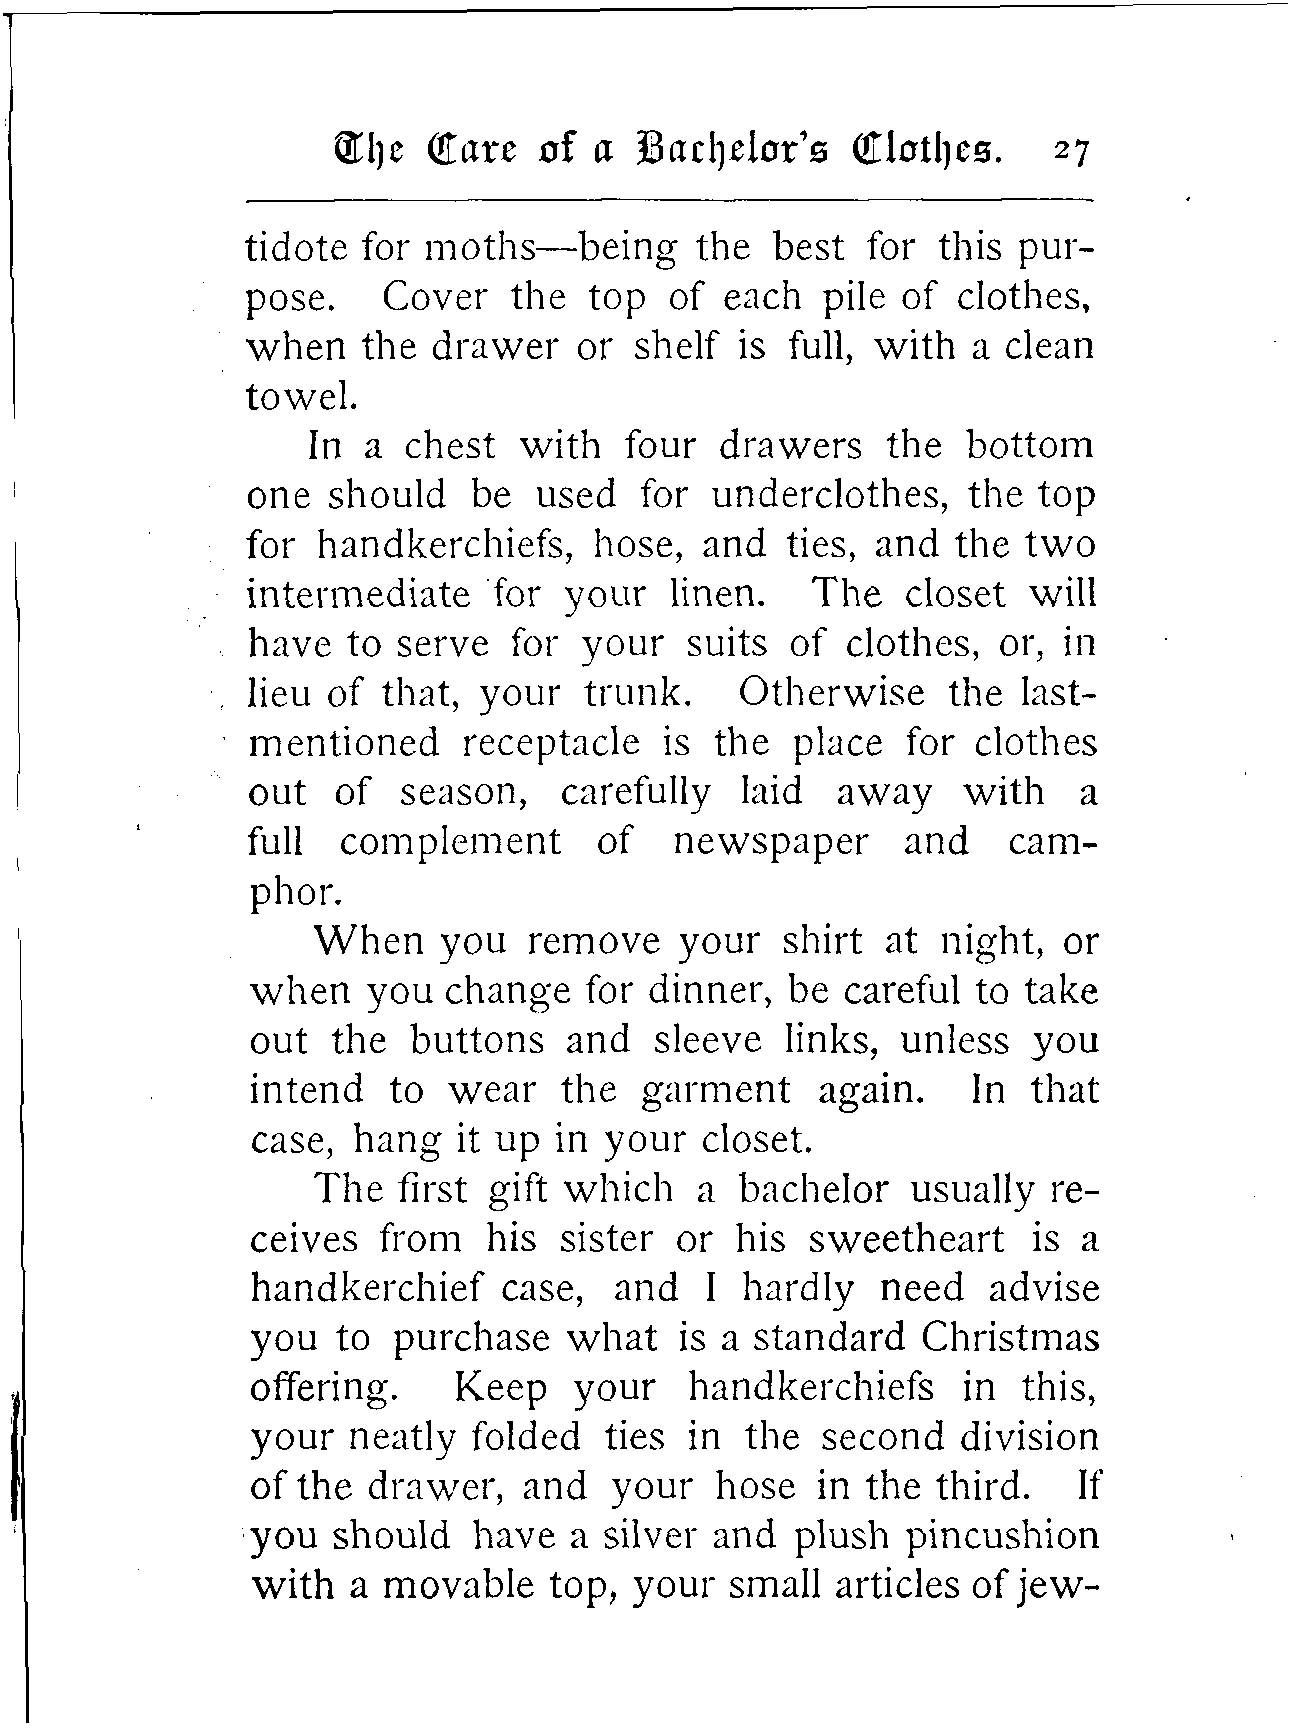 The Care of a Bachelor's Clothes. 27
tidote for moths—being the best for this pur-
pose. Cover the top of each pile of clothes,
when the drawer or shelf is full, with a clean
towel.
In a chest with four drawers the bottom
one should be used for underclothes, the top
for handkerchiefs, hose, and ties, and the two
intermediate for your linen. The closet will
have to serve for your suits of clothes, or, in
lieu of that, your trunk. Otherwise the last-
mentioned receptacle is the place for clothes
out of season, carefully laid away with a
full complement of newspaper and cam-
phor.
When you remove your shirt at night, or
when you change for dinner, be careful to take
out the buttons and sleeve links, unless you
intend to wear the garment again. In that
case, hang it up in your closet.
The first gift which a bachelor usually re-
ceives from his sister or his sweetheart is a
handkerchief case, and I hardly need advise
you to purchase what is a standard Christmas
offering. Keep your handkerchiefs in this,
your neatly folded ties in the second division
of the drawer, and your hose in the third. If
you should have a silver and plush pincushion
with a movable top, your small articles of jew-